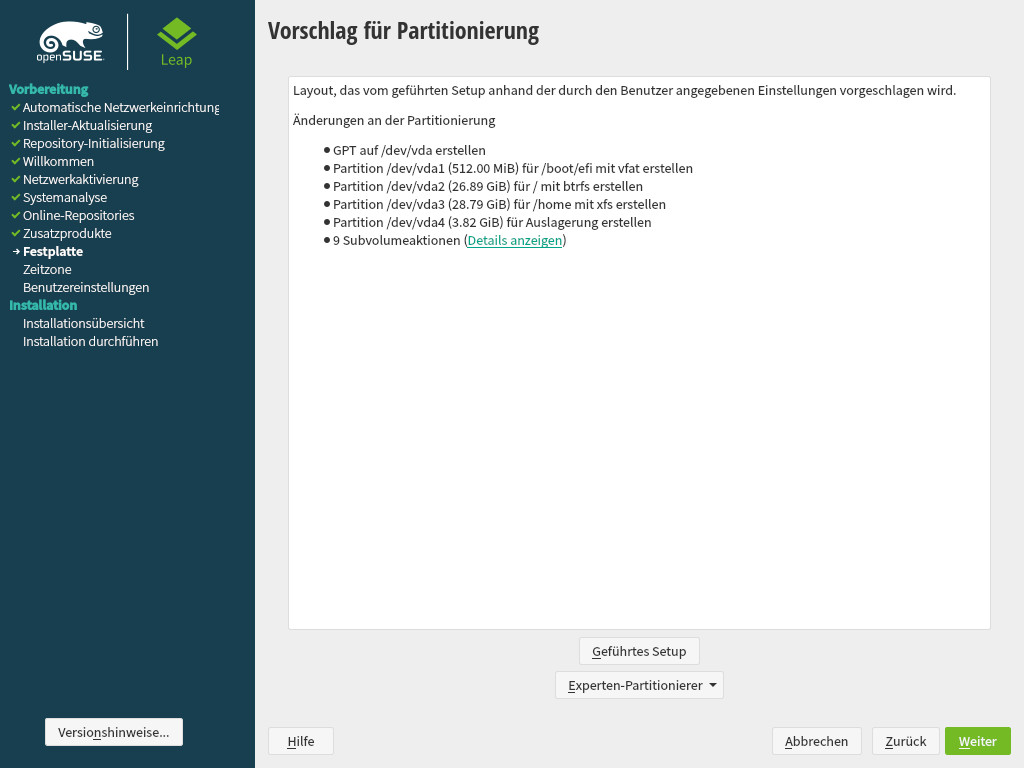 openSUSE
Leap
Vorbereitung
Automatische Netzwerkeinrichtung
Installer-Aktualisierung
Repository-Initialisierung
Willkommen
Netzwerkaktivierung
Systemanalyse
Online-Repositories
Zusatzprodukte
Festplatte
Zeitzone
Benutzereinstellungen
Installation
Installationsübersicht
Installation durchführen
Versionshinweise...
Vorschlag für Partitionierung
Layout, das vom geführten Setup anhand der durch den Benutzer angegebenen Einstellungen vorgeschlagen wird.
Änderungen an der Partitionierung
GPT auf /dev/vda erstellen
Partition /dev/vda1 (512.00 MiB) für /boot/efi mit vfat erstellen
Partition /dev/vda2 (26.89 GiB) für / mit btrfs erstellen
Partition /dev/vda3 (28.79 GiB) für /home mit xfs erstellen
Partition /dev/vda4 (3.82 GiB) für Auslagerung erstellen
9 Subvolumeaktionen (Details anzeigen)
Geführtes Setup
Experten-Partitionierer
Hilfe
Abbrechen
Zurück
Weiter